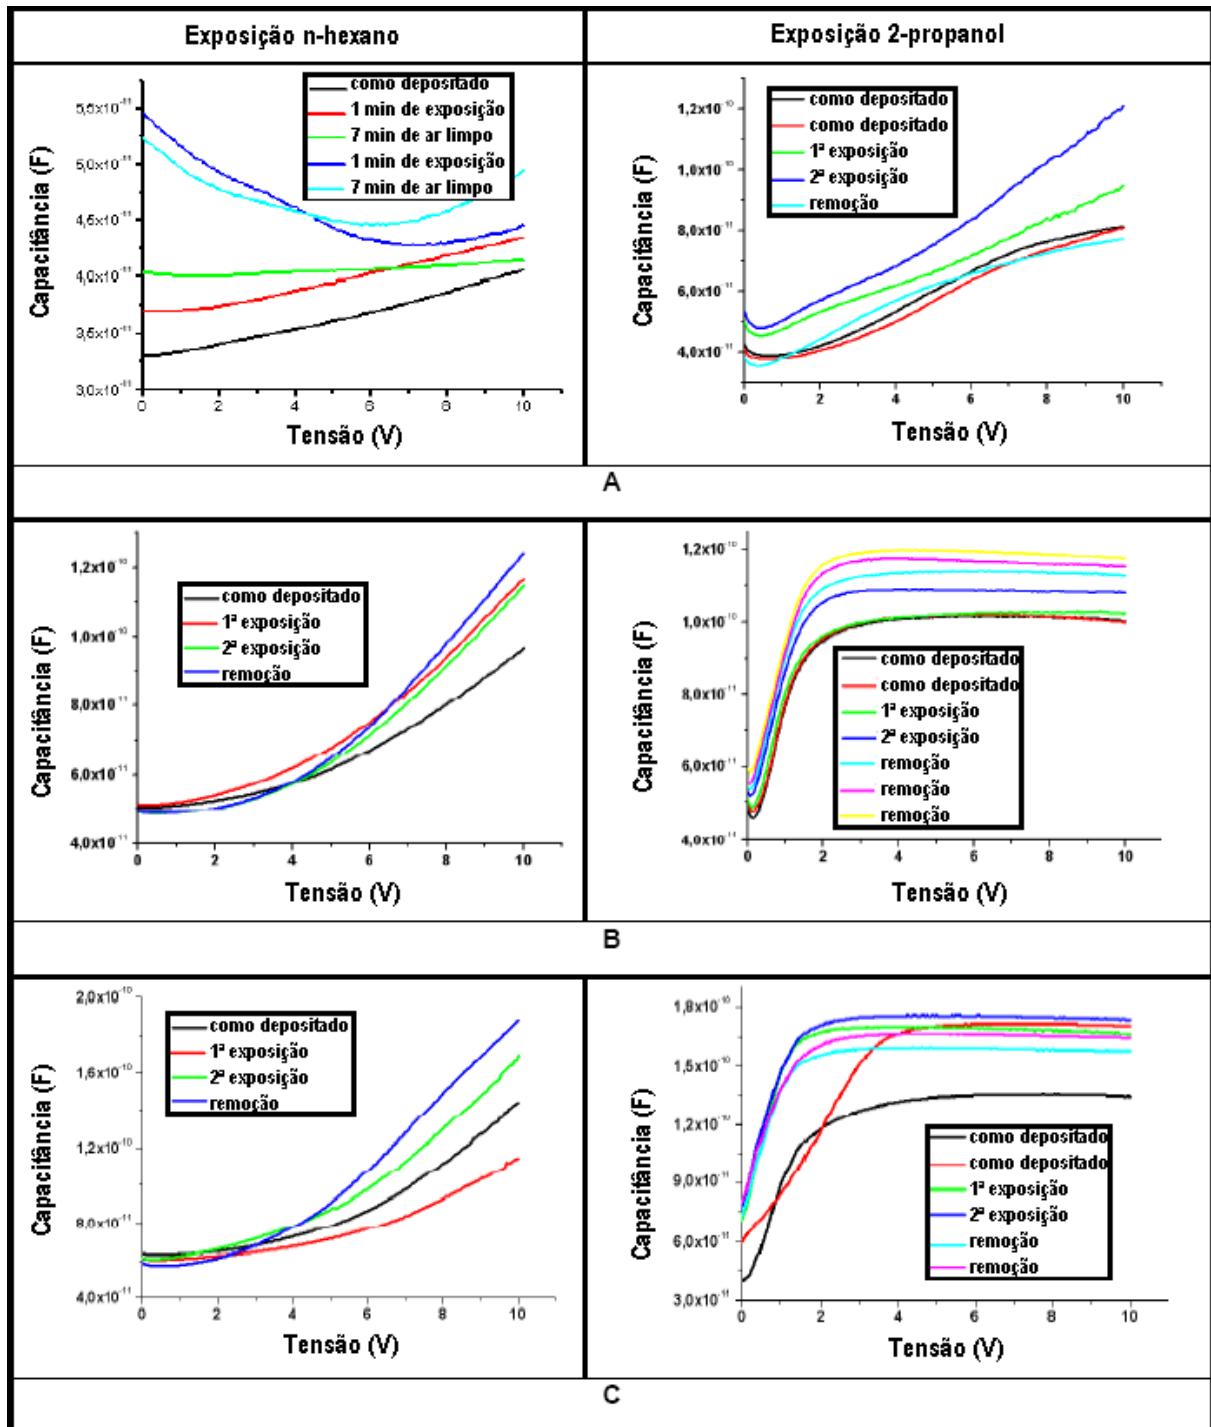 Exposição n-hexano
Exposição 2-propanol
como depositado
1 min de exposição
7 min de ar limpo
1 min de exposição
7 min de ar limpo
5,5x10⁻¹¹
5,0x10⁻¹¹
4,5x10⁻¹¹
4,0x10⁻¹¹
3,5x10⁻¹¹
3,0x10⁻¹¹
Capacitância (F)
0 2 4 6 8 10
Tensão (V)
como depositado
como depositado
1ª exposição
2ª exposição
remoção
1,2x10⁻¹⁰
1,0x10⁻¹⁰
8,0x10⁻¹¹
6,0x10⁻¹¹
4,0x10⁻¹¹
Capacitância (F)
0 2 4 6 8 10
Tensão (V)
A
como depositado
1ª exposição
2ª exposição
remoção
1,2x10⁻¹⁰
1,0x10⁻¹⁰
8,0x10⁻¹¹
6,0x10⁻¹¹
4,0x10⁻¹¹
Capacitância (F)
0 2 4 6 8 10
Tensão (V)
como depositado
como depositado
1ª exposição
2ª exposição
remoção
remoção
remoção
1,2x10⁻¹⁰
1,0x10⁻¹⁰
8,0x10⁻¹¹
6,0x10⁻¹¹
4,0x10⁻¹¹
Capacitância (F)
0 2 4 6 8 10
Tensão (V)
B
como depositado
1ª exposição
2ª exposição
remoção
2,0x10⁻¹⁰
1,6x10⁻¹⁰
1,2x10⁻¹⁰
8,0x10⁻¹¹
4,0x10⁻¹¹
Capacitância (F)
0 2 4 6 8 10
Tensão (V)
como depositado
como depositado
1ª exposição
2ª exposição
remoção
remoção
1,8x10⁻¹⁰
1,5x10⁻¹⁰
1,2x10⁻¹⁰
9,0x10⁻¹¹
6,0x10⁻¹¹
3,0x10⁻¹¹
Capacitância (F)
0 2 4 6 8 10
Tensão (V)
C